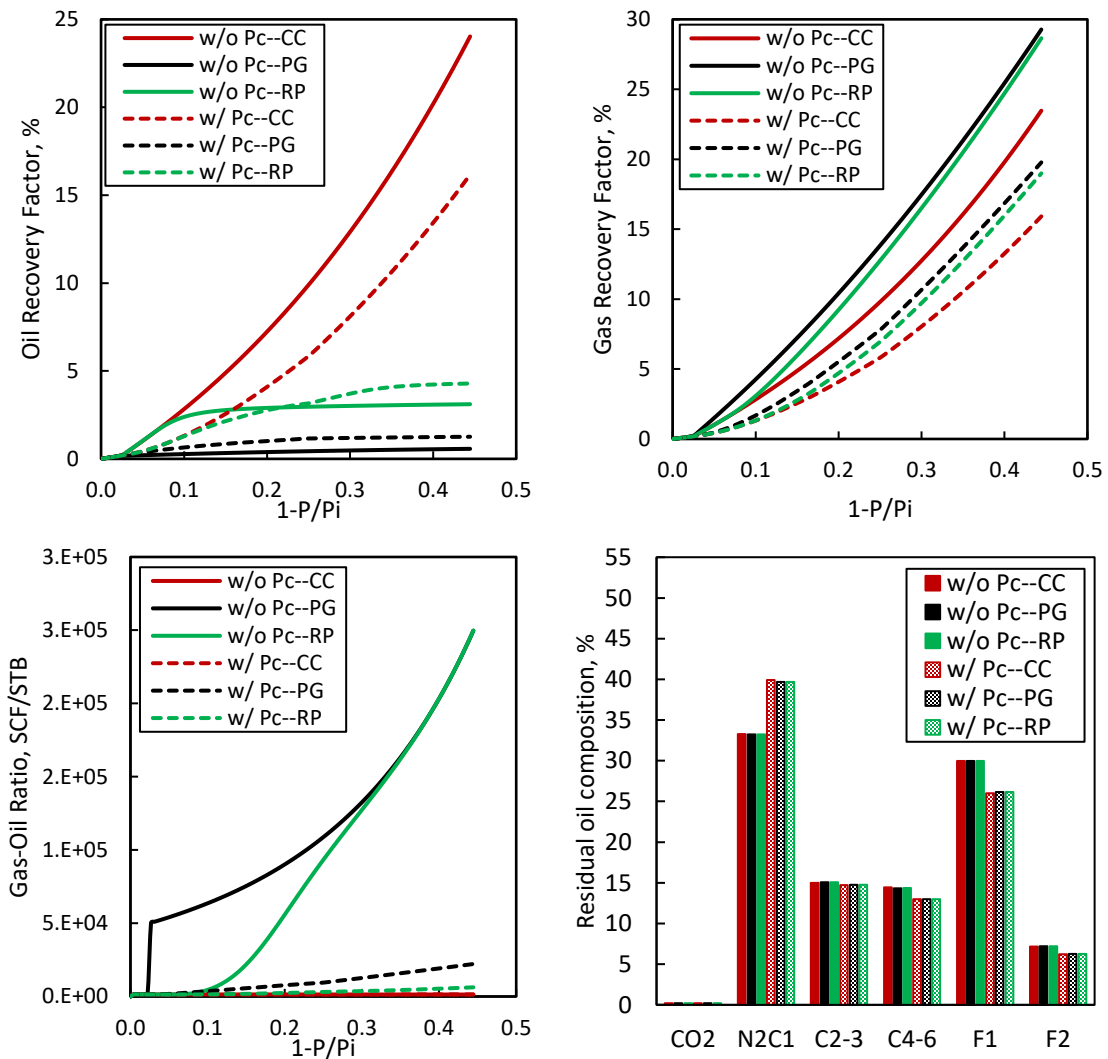 25
20
15
10
5
0
Oil Recovery Factor, %
w/o Pc--CC
w/o Pc--PG
w/o Pc--RP
w/ Pc--CC
w/ Pc--PG
w/ Pc--RP
0.0 0.1 0.2 0.3 0.4 0.5
1-P/Pi
30
25
20
15
10
5
0
Gas Recovery Factor, %
w/o Pc--CC
w/o Pc--PG
w/o Pc--RP
w/ Pc--CC
w/ Pc--PG
w/ Pc--RP
0.0 0.1 0.2 0.3 0.4 0.5
1-P/Pi
3.E+05
3.E+05
2.E+05
2.E+05
1.E+05
5.E+04
0.E+00
Gas-Oil Ratio, SCF/STB
w/o Pc--CC
w/o Pc--PG
w/o Pc--RP
w/ Pc--CC
w/ Pc--PG
w/ Pc--RP
0.0 0.1 0.2 0.3 0.4 0.5
1-P/Pi
55
50
45
40
35
30
25
20
15
10
5
0
Residual oil composition, %
w/o Pc--CC
w/o Pc--PG
w/o Pc--RP
w/ Pc--CC
w/ Pc--PG
w/ Pc--RP
CO2 N2C1 C2-3 C4-6 F1 F2